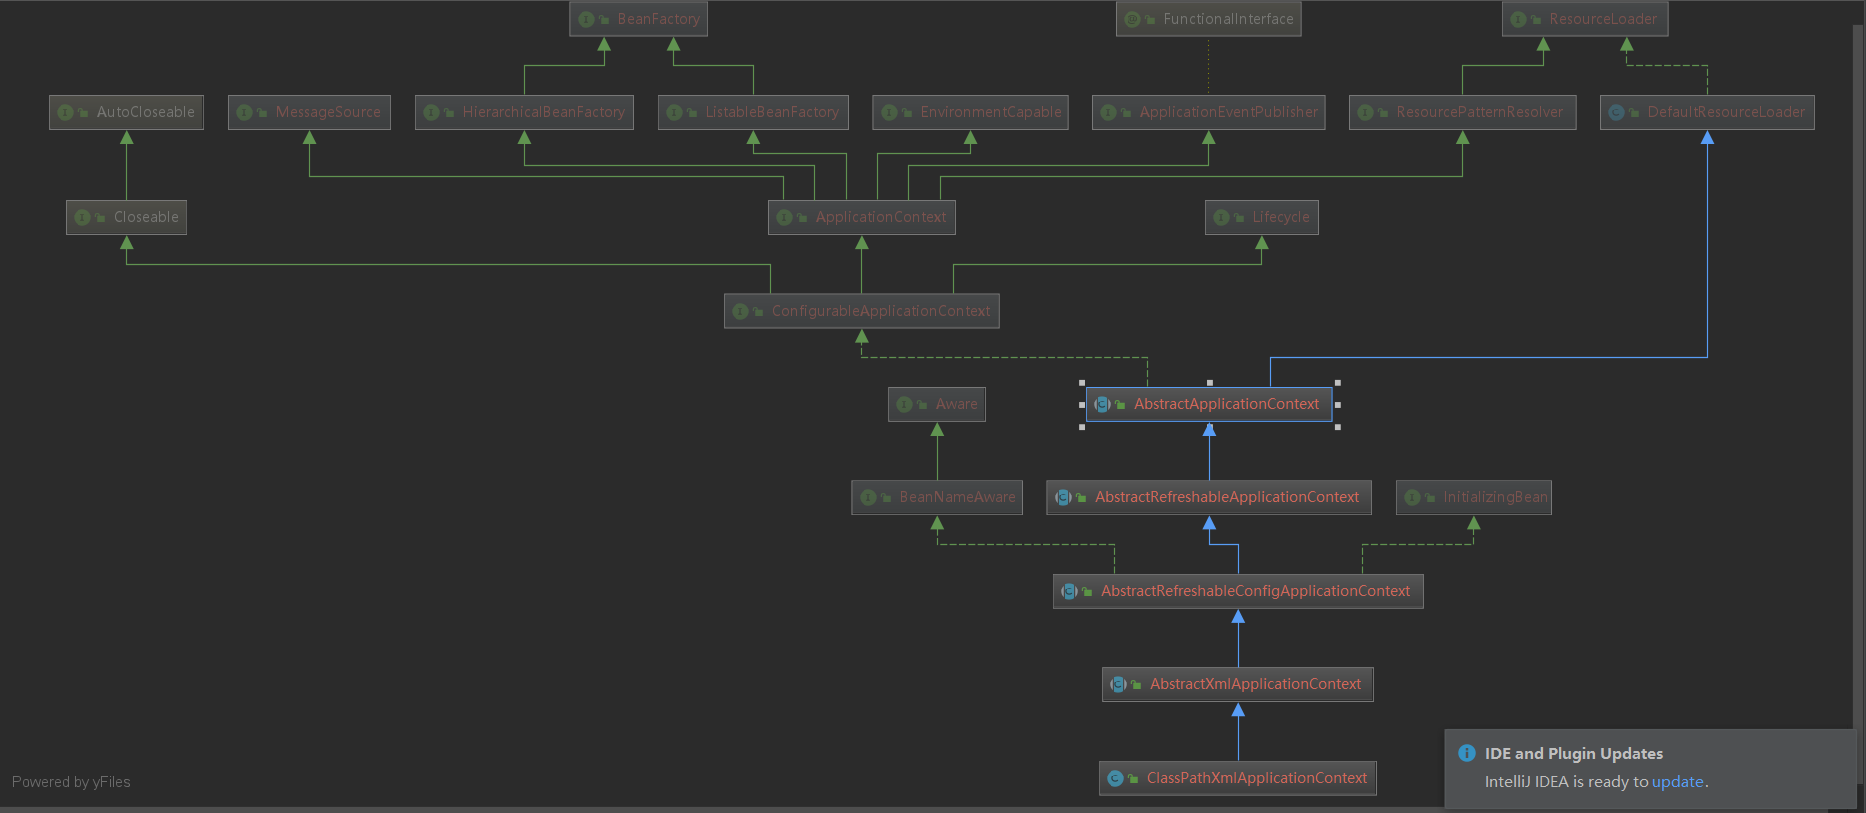 BeanFactory
FunctionalInterface
ResourceLoader
AutoCloseable
MessageSource
HierarchicalBeanFactory
ListableBeanFactory
EnvironmentCapable
ApplicationEventPublisher
ResourcePatternResolver
DefaultResourceLoader
Closeable
ApplicationContext
Lifecycle
ConfigurableApplicationContext
Aware
AbstractApplicationContext
BeanNameAware
AbstractRefreshableApplicationContext
InitializingBean
AbstractRefreshableConfigApplicationContext
AbstractXmlApplicationContext
ClassPathXmlApplicationContext
IDE and Plugin Updates
IntelliJ IDEA is ready to update.
Powered by yFiles